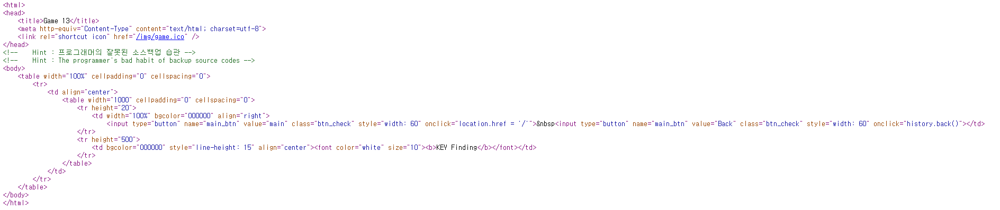 <html>
<head>
<title>Game 13</title>
<meta http-equiv="Content-Type" content="text/html; charset=utf-8">
<link rel="shortcut icon" href="/img/game.ico" />
</head>
<!-- Hint : 프로그래머의 잘못된 소스백업 습관 -->
<!-- Hint : The programmer's bad habit of backup source codes -->
<body>
<table width="100%" cellpadding="0" cellspacing="0">
<tr>
<td align="center">
<table width="1000" cellpadding="0" cellspacing="0">
<tr height="20">
<td width="100%" bgcolor="000000" align="right">
<input type="button" name="main_btn" value="main" class="btn_check" style="width: 60" onclick="location.href = '/'">&nbsp<input type="button" name="main_btn" value="Back" class="btn_check" style="width: 60" onclick="history.back()"></td>
</tr>
<tr height="500">
<td bgcolor="000000" style="line-height: 15" align="center"><font color="white" size="10"><b>KEY Finding</b></font></td>
</tr>
</table>
</td>
</tr>
</table>
</body>
</html>